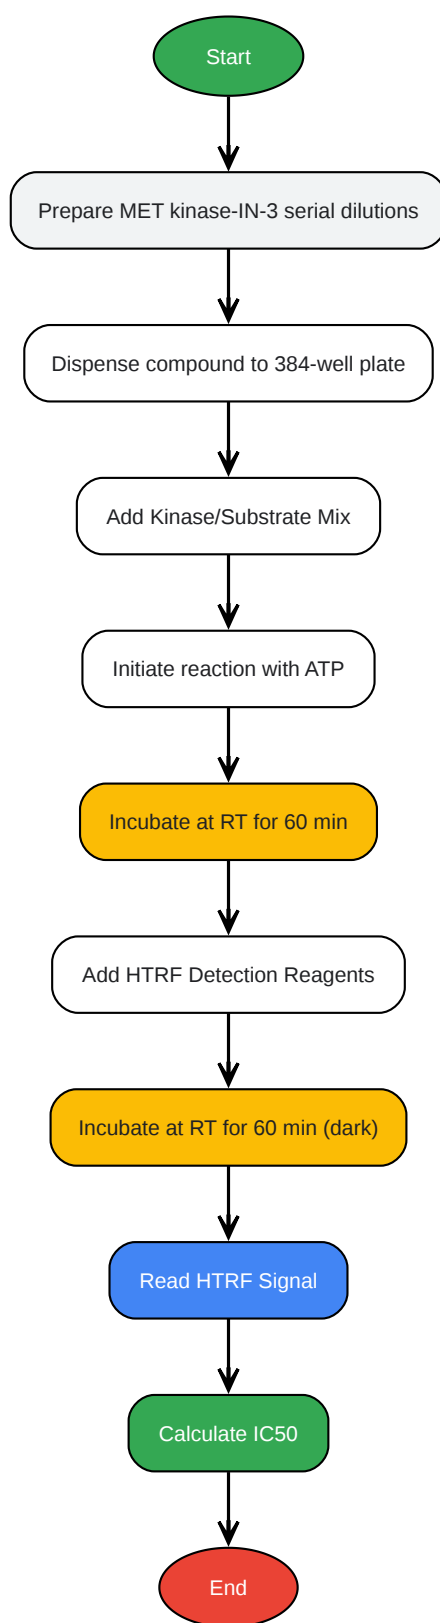 Start
Prepare MET kinase-IN-3 serial dilutions
Dispense compound to 384-well plate
Add Kinase/Substrate Mix
Initiate reaction with ATP
Incubate at RT for 60 min
Add HTRF Detection Reagents
Incubate at RT for 60 min (dark)
Read HTRF Signal
Calculate IC50
End